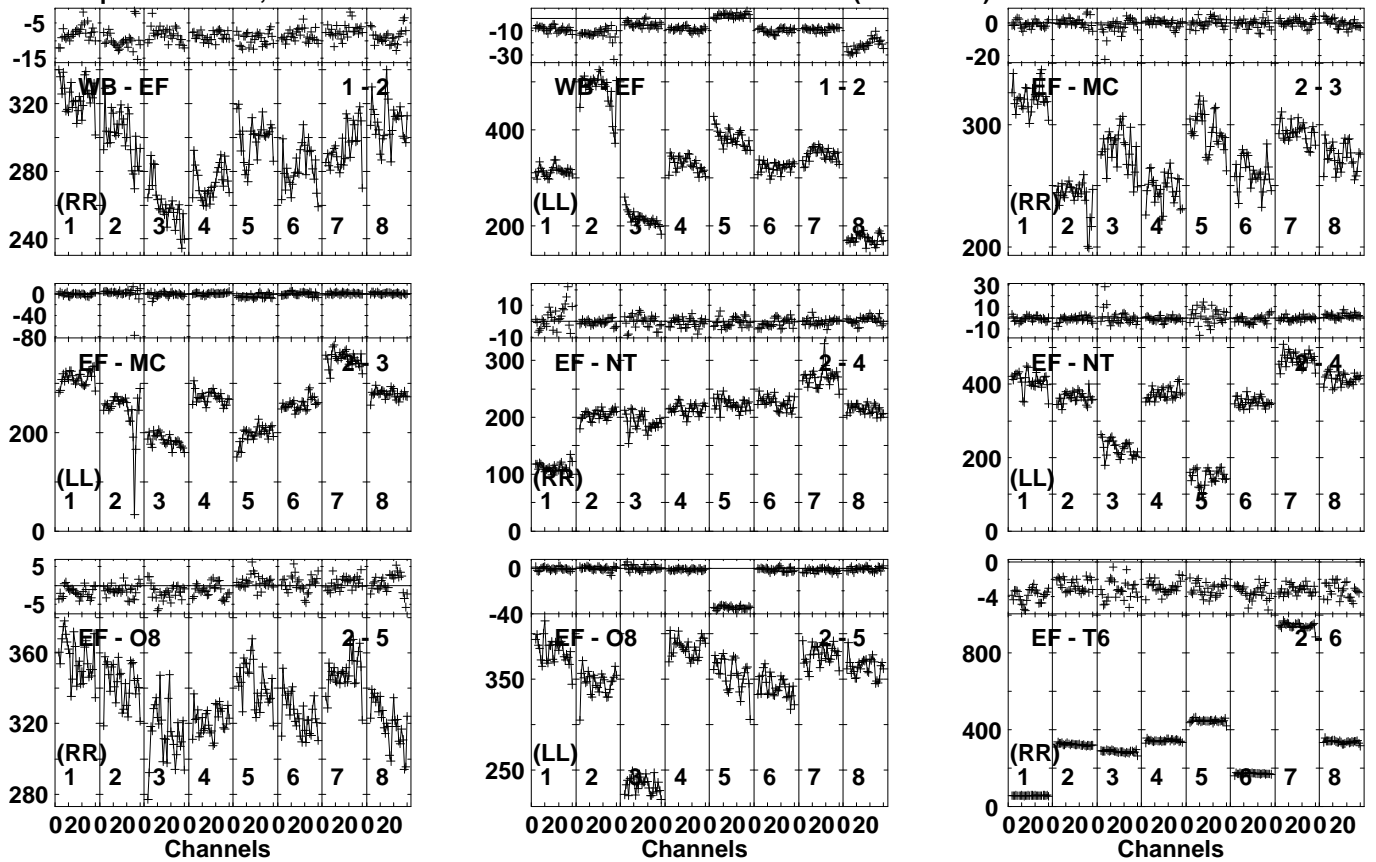 -5
-15
WB - EF 1 - 2
320
280
240
(RR)
1 2 3 4 5 6 7 8
-10
-30
WB - EF 1 - 2
400
200
(LL)
1 2 3 4 5 6 7 8
0
-20
EF - MC 2 - 3
300
200
(RR)
1 2 3 4 5 6 7 8
0
-40
-80
EF - MC 2 - 3
200
0
(LL)
1 2 3 4 5 6 7 8
10
-10
EF - NT 2 - 4
300
200
100
0
(RR)
1 2 3 4 5 6 7 8
30
10
-10
EF - NT 2 - 4
400
200
0
(LL)
1 2 3 4 5 6 7 8
5
-5
EF - O8 2 - 5
360
320
280
(RR)
1 2 3 4 5 6 7 8
0 20 0 20 0 20 0 20 0 20 0 20 0 20 0 20
Channels
0
-40
EF - O8 2 - 5
350
250
(LL)
1 2 3 4 5 6 7 8
0 20 0 20 0 20 0 20 0 20 0 20 0 20 0 20
Channels
0
-4
EF - T6 2 - 6
800
400
0
(RR)
1 2 3 4 5 6 7 8
0 20 0 20 0 20 0 20 0 20 0 20 0 20 0 20
Channels